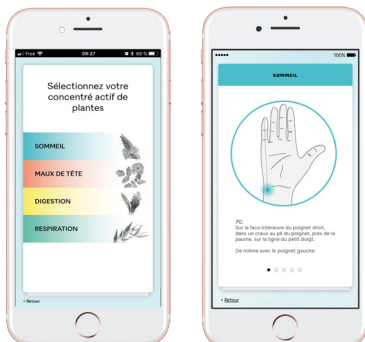 Free
09:27
68 %
Sélectionnez votre
concentré actif de
plantes
SOMMEIL
MAUX DE TÊTE
DIGESTION
RESPIRATION
< Retour
100%
SOMMEIL
7C.
Sur la face intérieure du poignet droit,
dans un creux au pli du poignet, près de la
paume, sur la ligne du petit doigt.
De même avec le poignet gauche.
< Retour